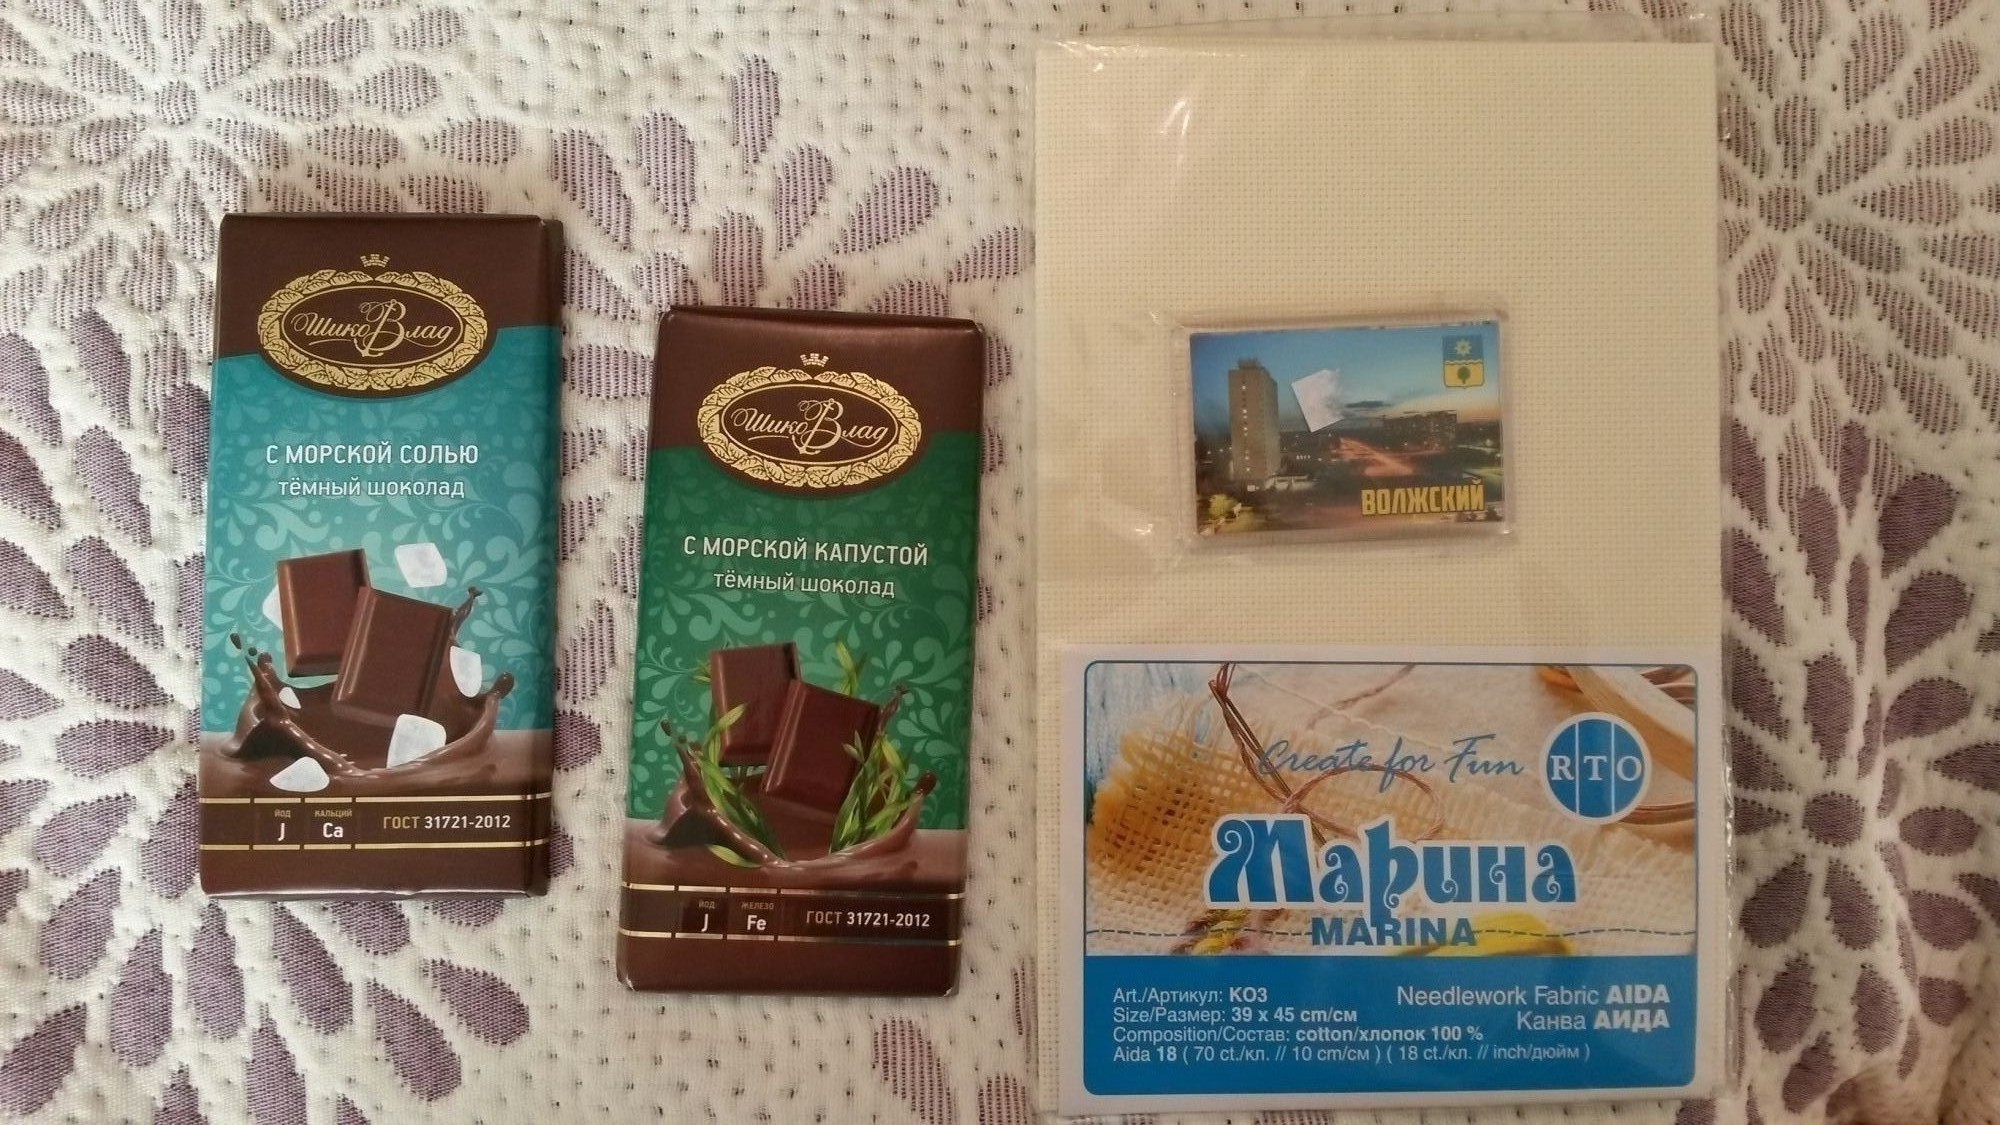 ШикоВлад
С МОРСКОЙ СОЛЬЮ
тёмный шоколад
ЙОД
J
КАЛЬЦИЙ
Ca
ГОСТ 31721-2012
ШикоВлад
С МОРСКОЙ КАПУСТОЙ
тёмный шоколад
ЙОД
J
ЖЕЛЕЗО
Fe
ГОСТ 31721-2012
ВОЛЖСКИЙ
Create for Fun
RTO
Марина
MARINA
Art./Артикул: КО3
Size/Размер: 39 x 45 cm/см
Composition/Состав: cotton/хлопок 100 %
Aida 18 ( 70 ct./кл. // 10 cm/см ) ( 18 ct./кл. // inch/дюйм )
Needlework Fabric AIDA
Канва АИДА